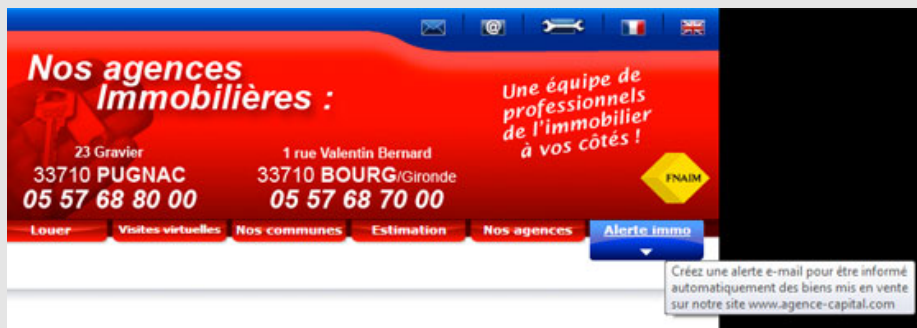 @
Nos agences
Immobilières :
Une équipe de
professionnels
de l'immobilier
à vos côtés !
23 Gravier
33710 PUGNAC
05 57 68 80 00
1 rue Valentin Bernard
33710 BOURG/Gironde
05 57 68 70 00
FNAIM
Louer Visites virtuelles Nos communes Estimation Nos agences Alerte immo
Créez une alerte e-mail pour être informé
automatiquement des biens mis en vente
sur notre site www.agence-capital.com